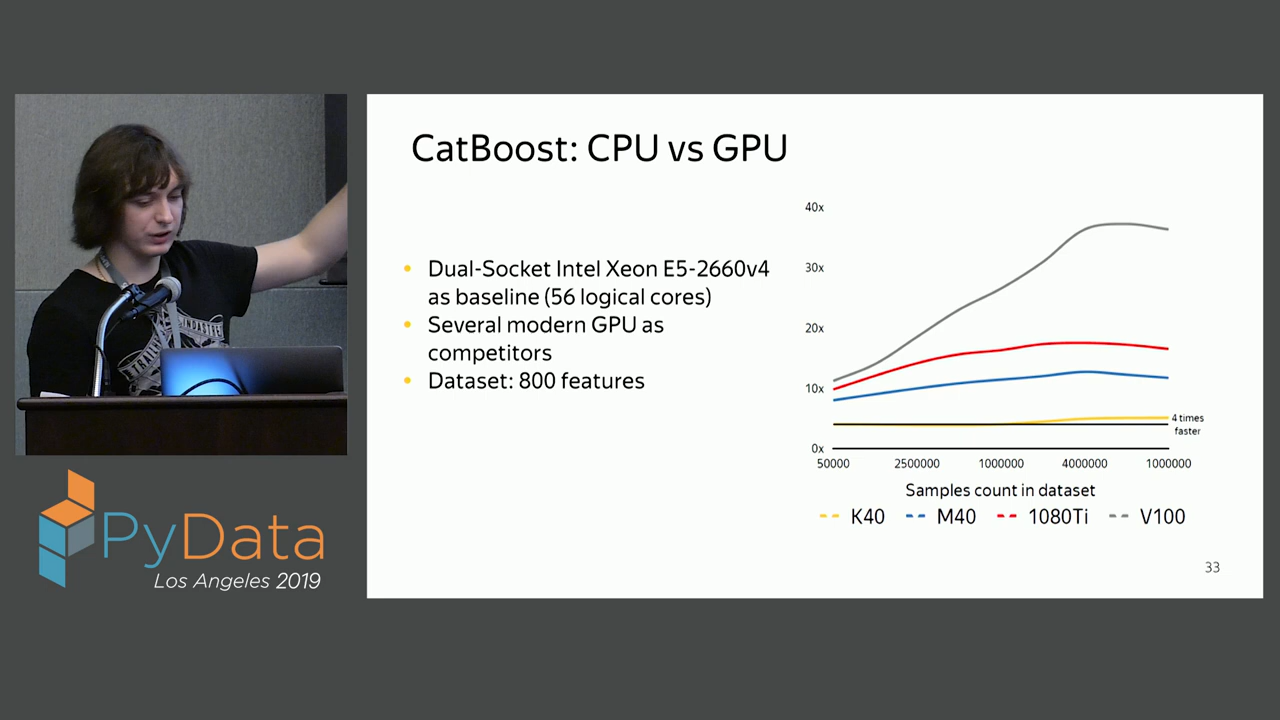 CatBoost: CPU vs GPU
• Dual-Socket Intel Xeon E5-2660v4
as baseline (56 logical cores)
• Several modern GPU as
competitors
• Dataset: 800 features
40x
30x
20x
10x
0x
4 times
faster
50000 2500000 1000000 4000000 1000000
Samples count in dataset
K40 M40 1080Ti V100
33
PyData
Los Angeles 2019